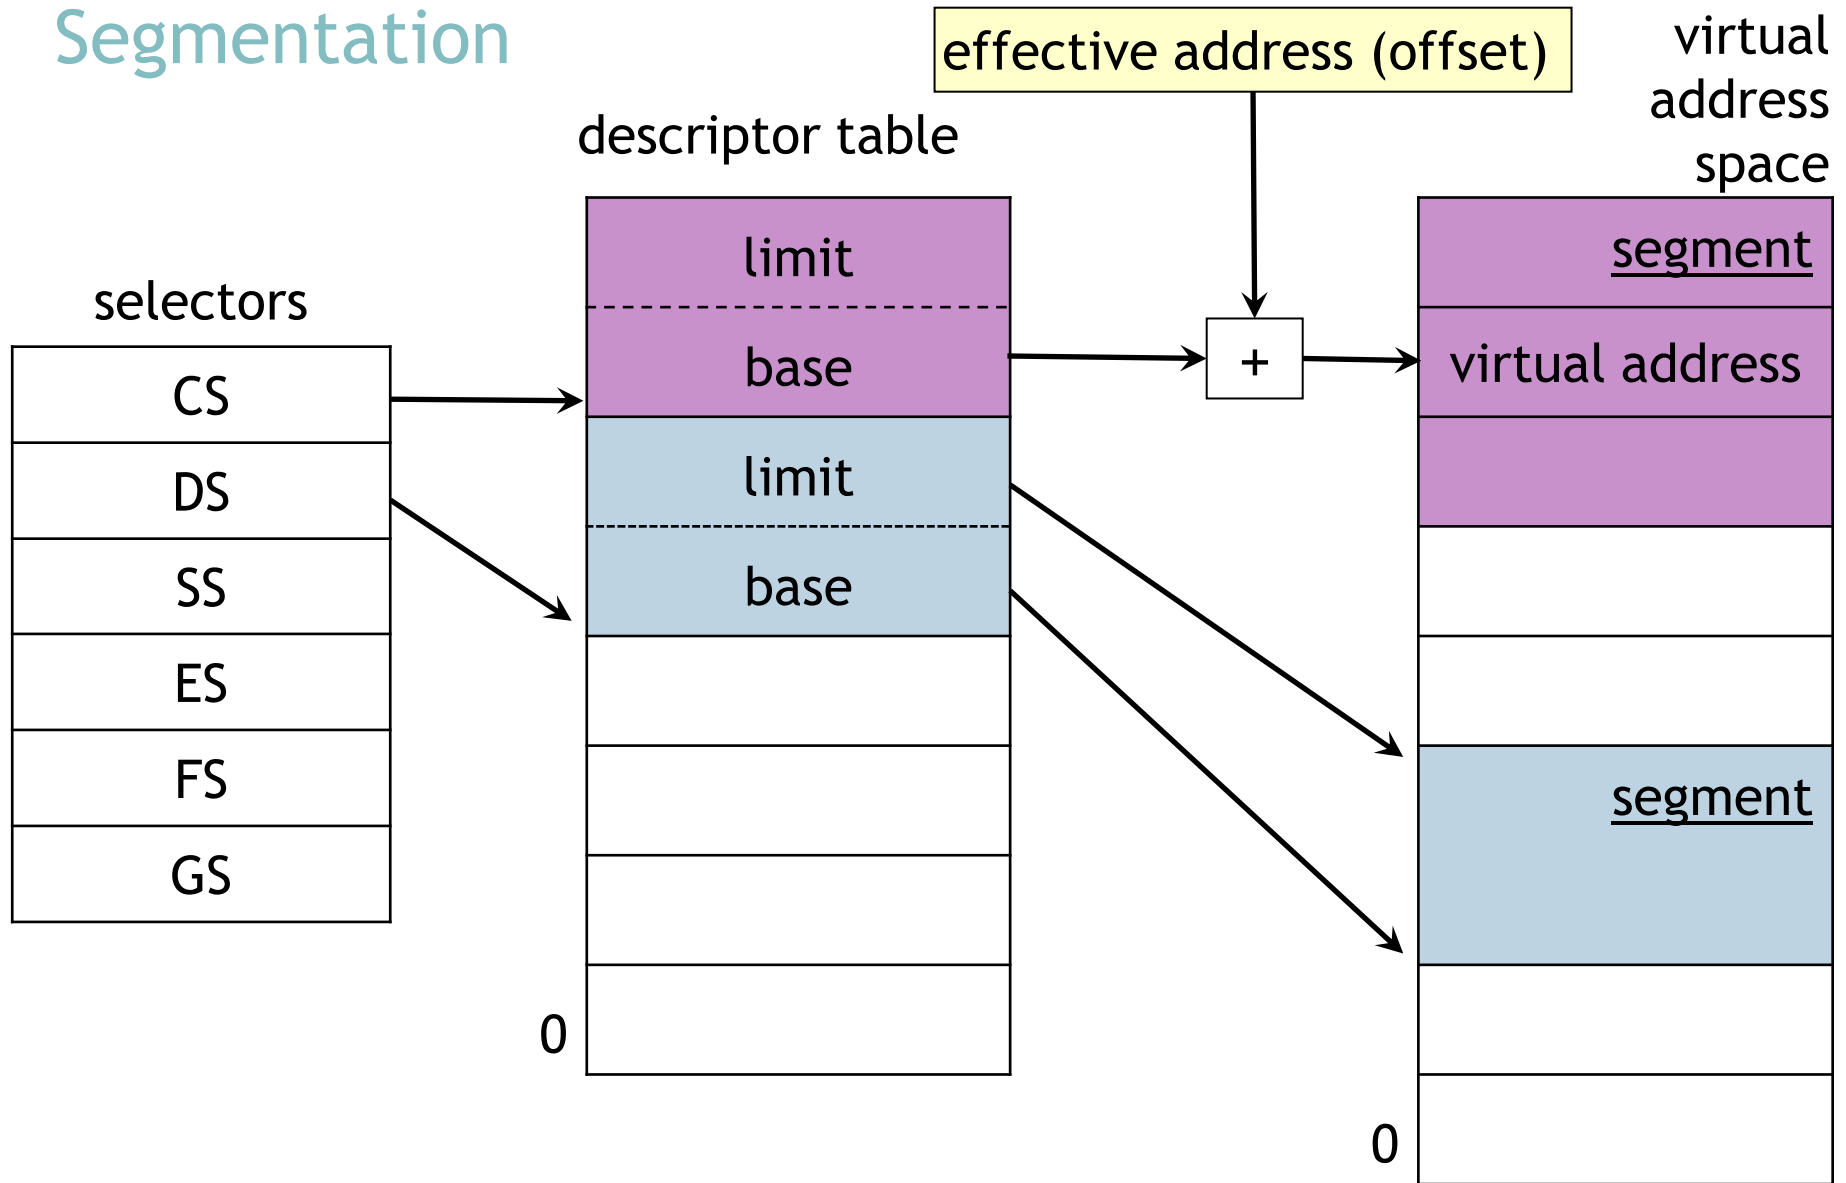 Segmentation
effective address (offset)
virtual
address
space
descriptor table
selectors
CS
DS
SS
ES
FS
GS
limit
base
limit
base
0
+
segment
virtual address
segment
0